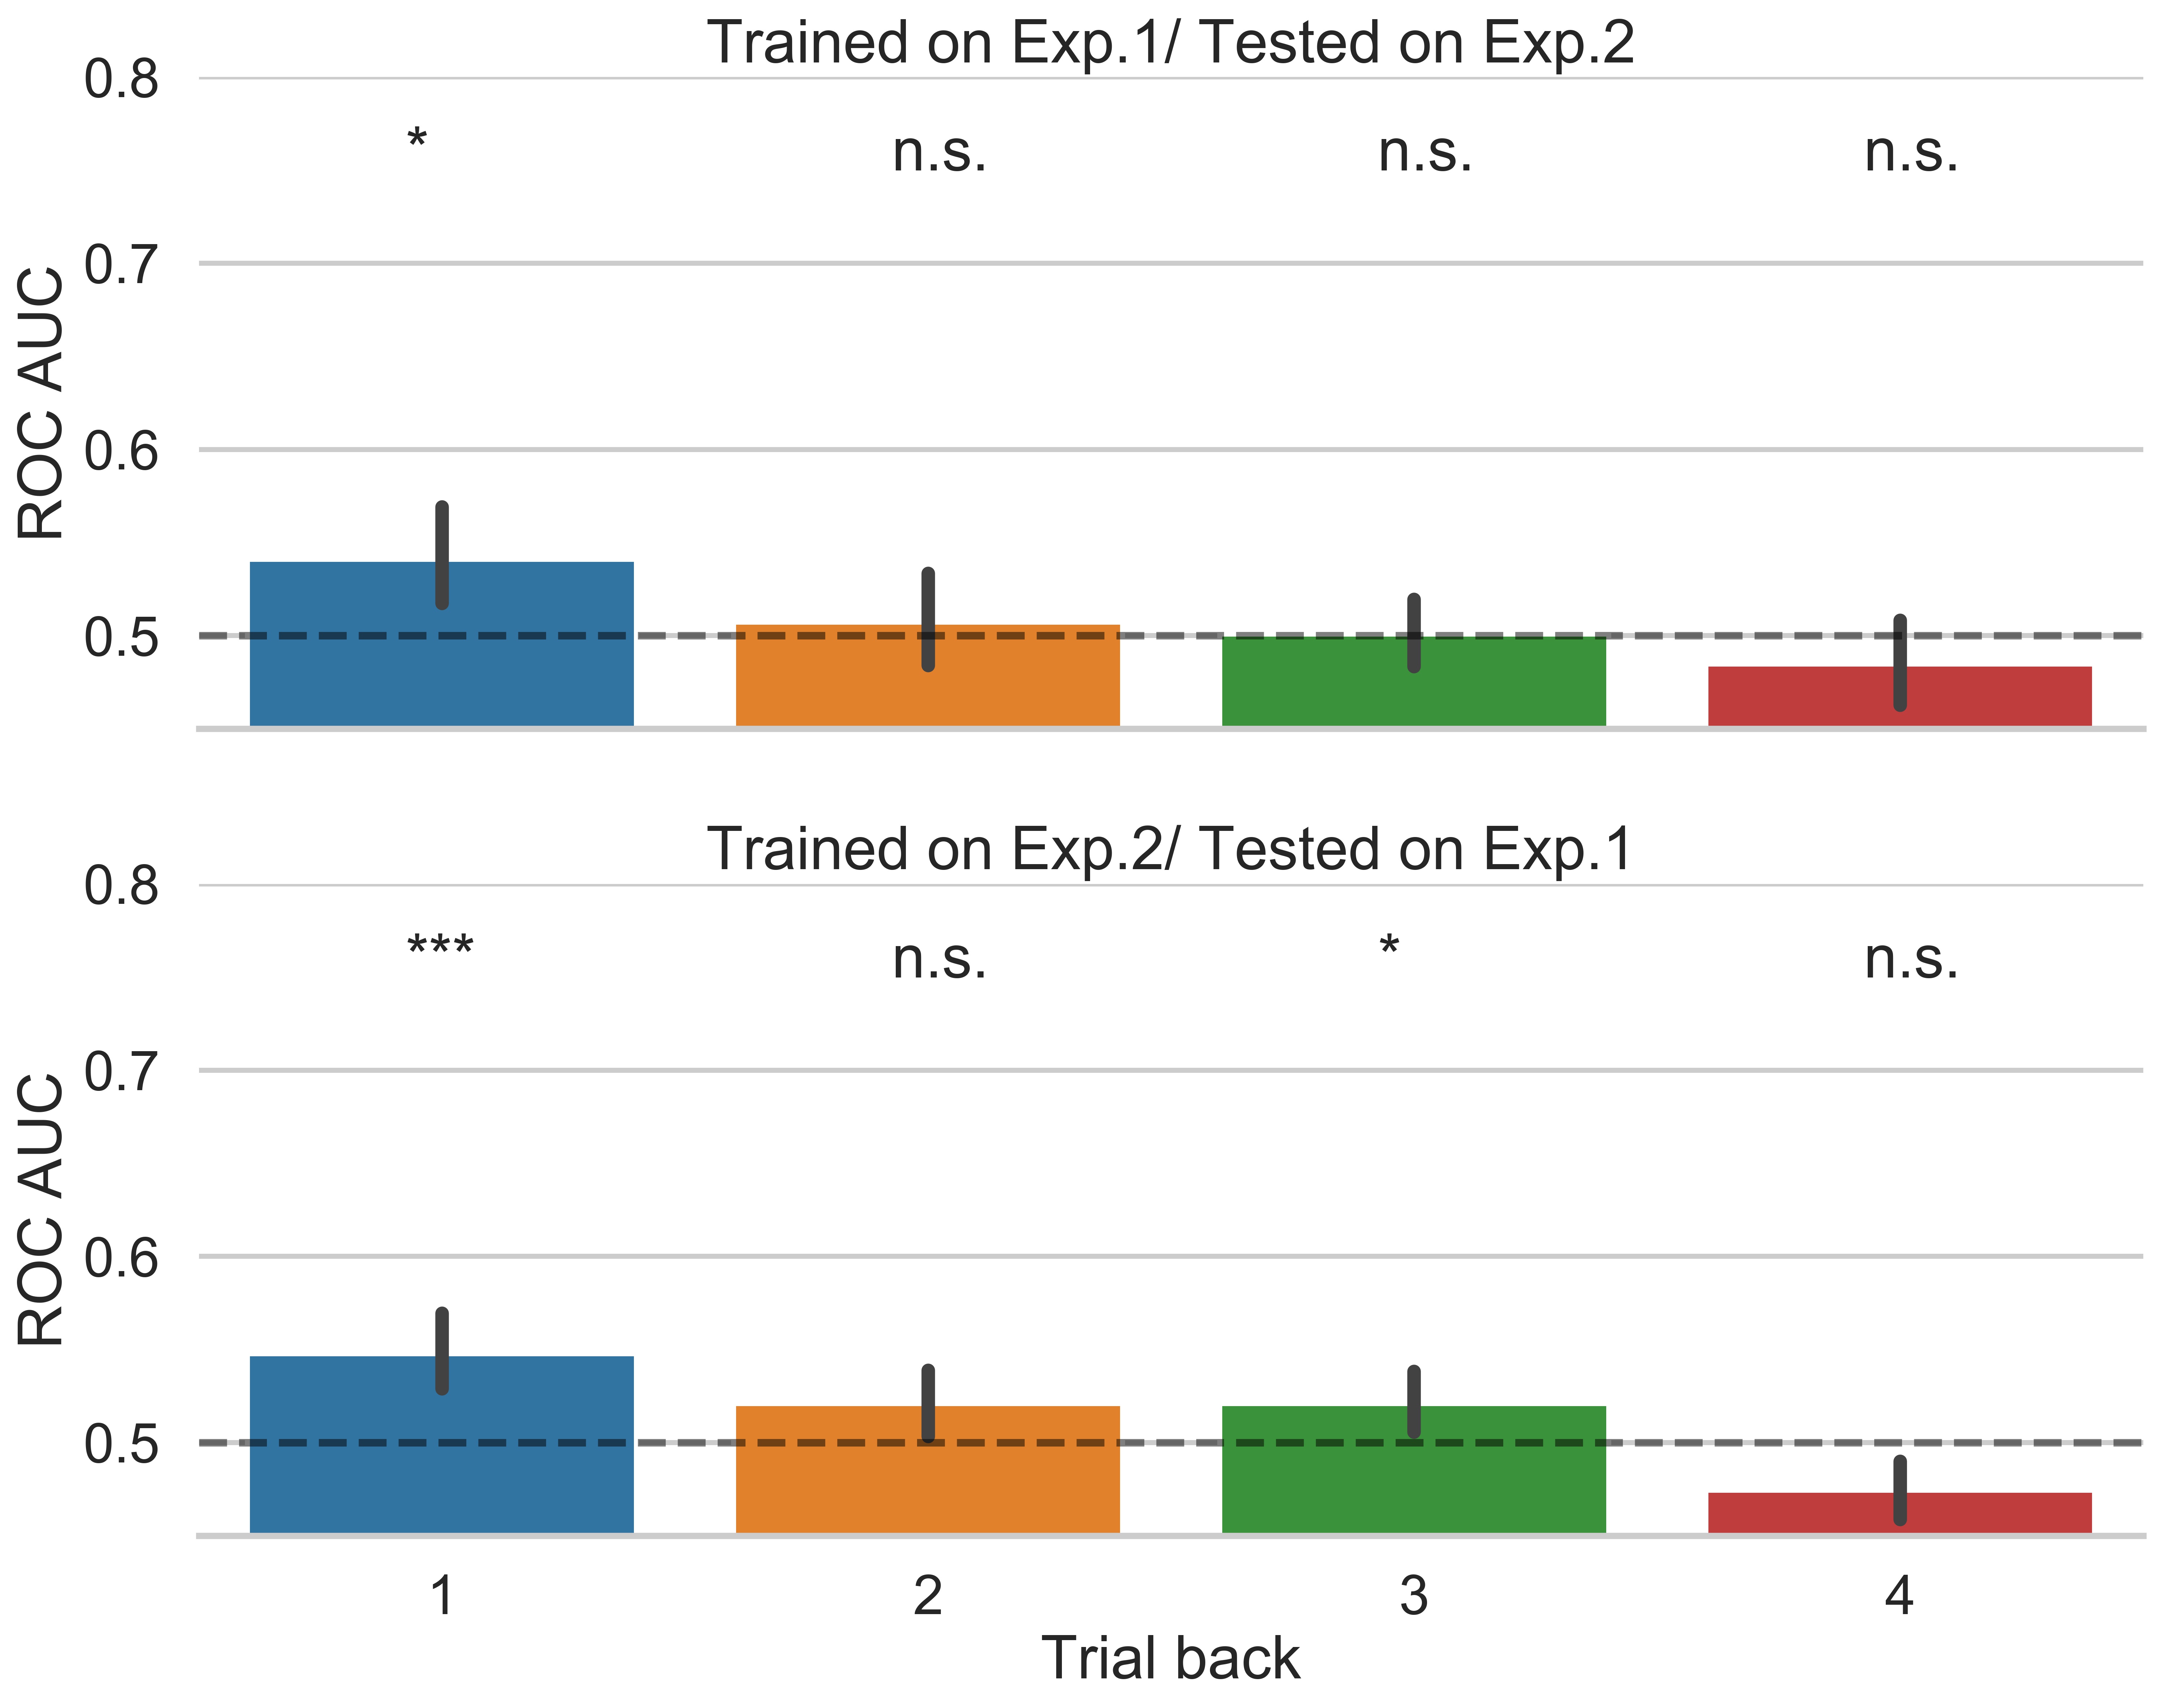 Trained on Exp.1/ Tested on Exp.2
0.8
* n.s. n.s. n.s.
0.7
0.6
0.5
ROC AUC
Trained on Exp.2/ Tested on Exp.1
0.8
*** n.s. * n.s.
0.7
0.6
0.5
ROC AUC
1 2 3 4
Trial back